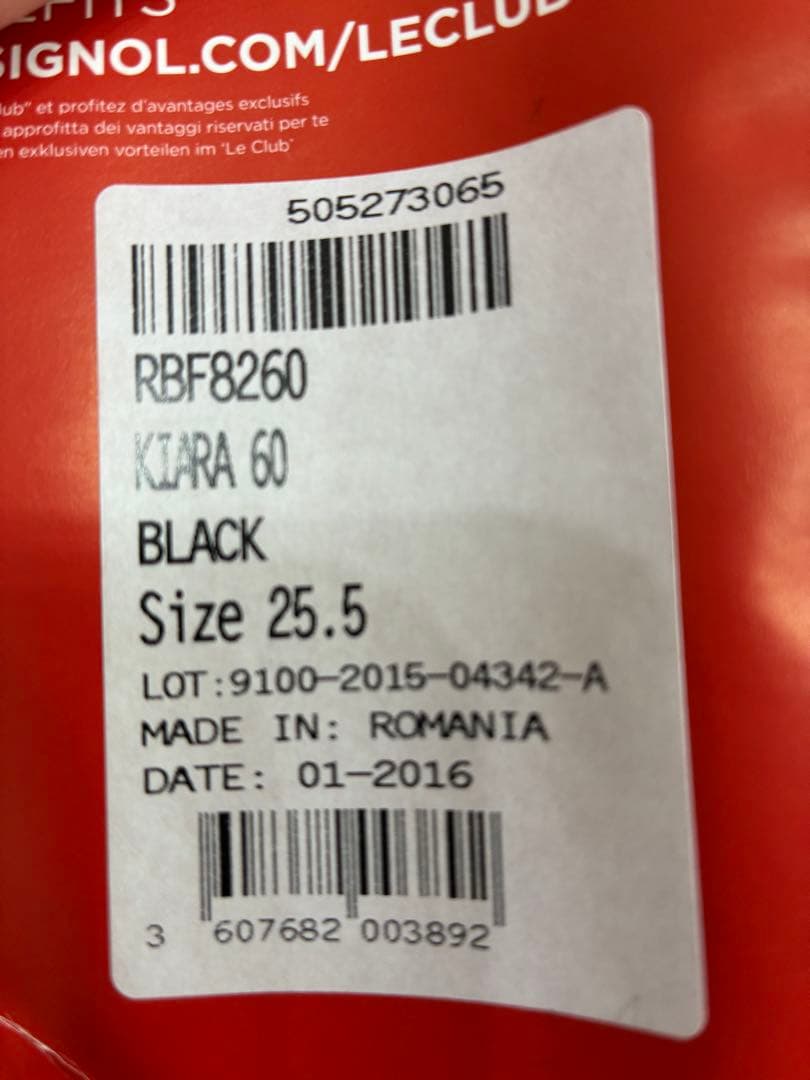 SIGNOL.COM/LECLUB
lub" et profitez d'avantages exclusifs
approfitta dei vantaggi riservati per te
en exklusiven vorteilen im 'Le Club'
505273065
RBF8260
KIARA 60
BLACK
Size 25.5
LOT:9100-2015-04342-A
MADE IN: ROMANIA
DATE: 01-2016
3 607682 003892